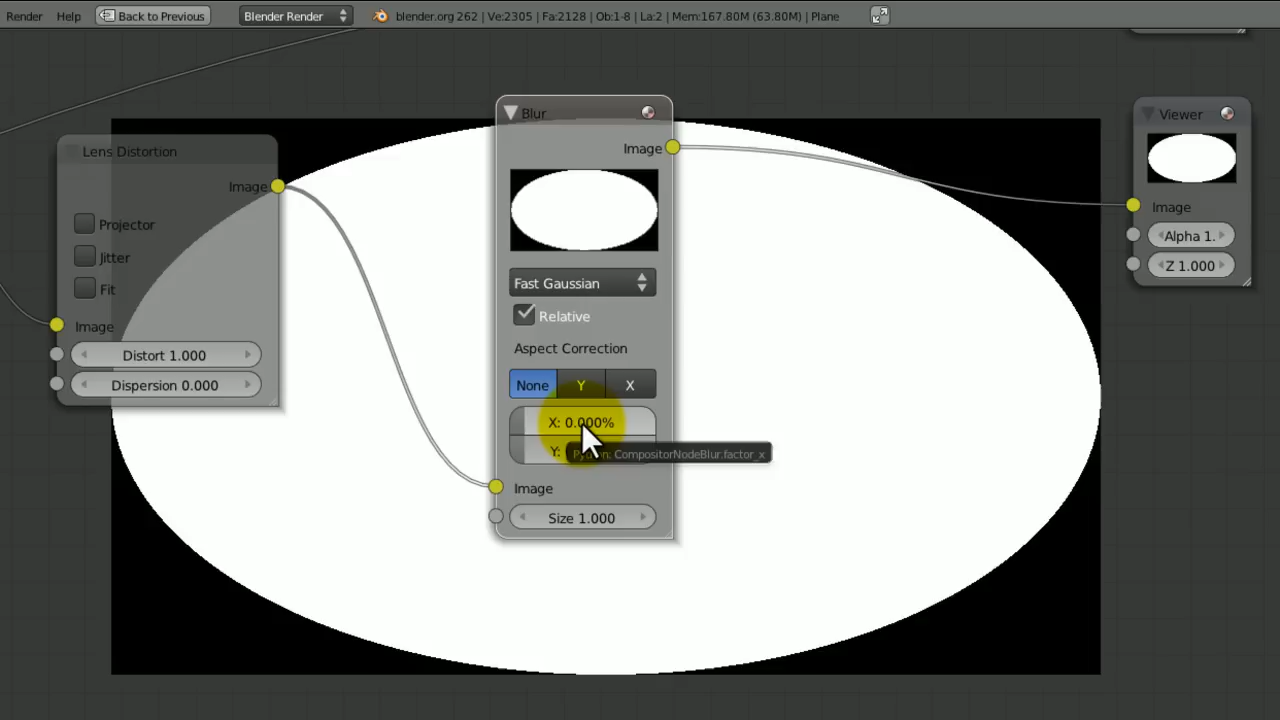 Render Help Back to Previous Blender Render blender.org 262 | Ve:2305 | Fa:2128 | Ob:1-8 | La:2 | Mem:167.80M (63.80M) | Plane
Lens Distortion
Image
Projector
Jitter
Fit
Image
Distort 1.000
Dispersion 0.000
Blur
Image
Fast Gaussian
Relative
Aspect Correction
None Y X
X: 0.000%
Y:
Python: CompositorNodeBlur.factor_x
Image
Size 1.000
Viewer
Image
Alpha 1.
Z 1.000